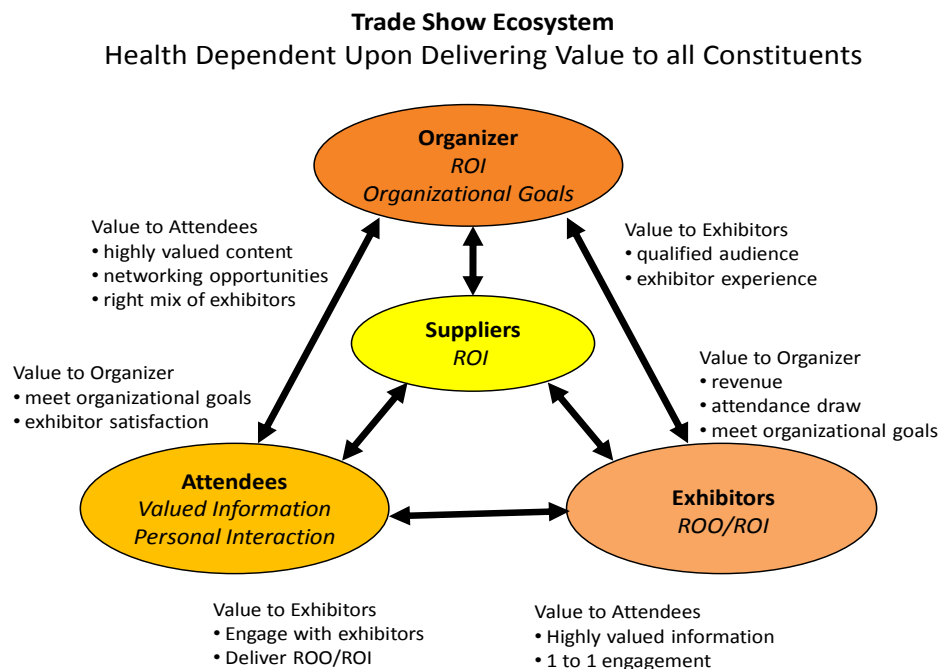 Trade Show Ecosystem
Health Dependent Upon Delivering Value to all Constituents
Organizer
ROI
Organizational Goals
Value to Attendees
• highly valued content
• networking opportunities
• right mix of exhibitors
Value to Exhibitors
• qualified audience
• exhibitor experience
Suppliers
ROI
Value to Organizer
• meet organizational goals
• exhibitor satisfaction
Value to Organizer
• revenue
• attendance draw
• meet organizational goals
Attendees
Valued Information
Personal Interaction
Exhibitors
ROO/ROI
Value to Exhibitors
• Engage with exhibitors
• Deliver ROO/ROI
Value to Attendees
• Highly valued information
• 1 to 1 engagement